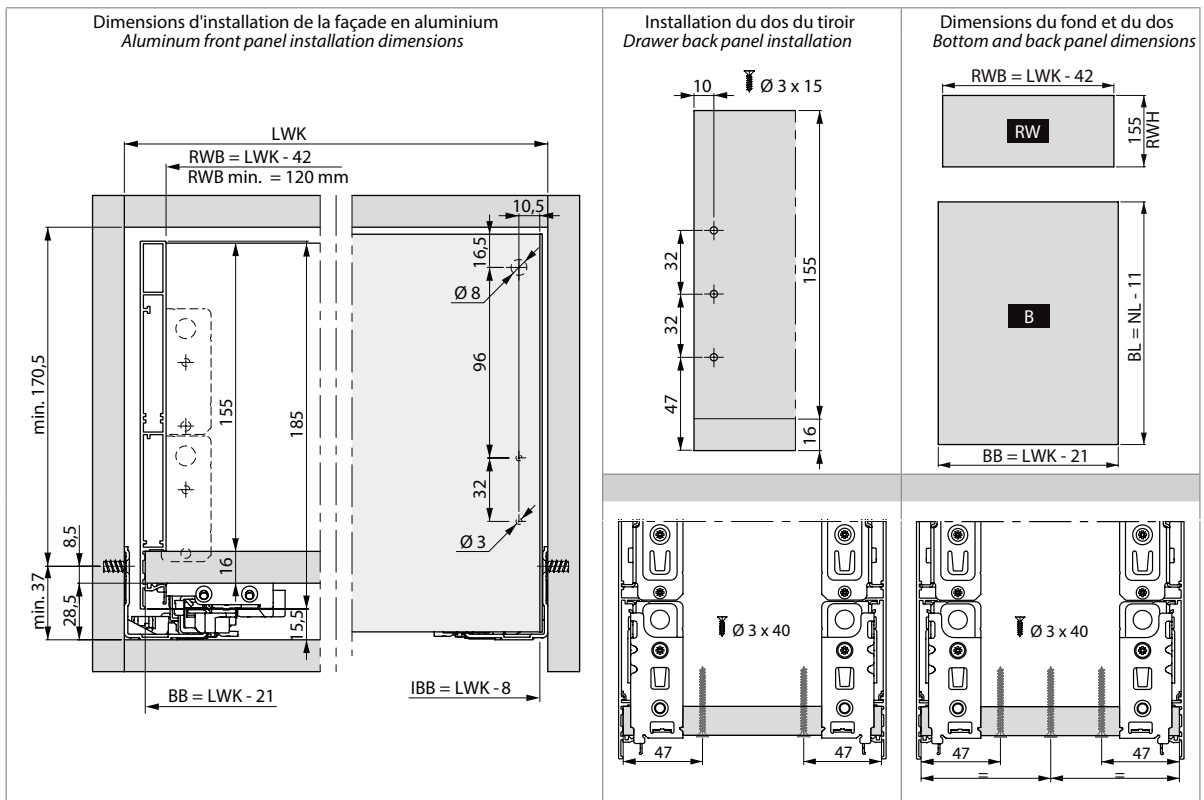 Dimensions d'installation de la façade en aluminium
Aluminum front panel installation dimensions
LWK
RWB = LWK - 42
RWB min. = 120 mm
10,5
16,5
Ø 8
min. 170,5
155
185
96
32
Ø 3
8,5
16
min. 37
28,5
15,5
BB = LWK - 21
IBB = LWK - 8
Installation du dos du tiroir
Drawer back panel installation
10
Ø 3 x 15
32
32
47
155
16
Dimensions du fond et du dos
Bottom and back panel dimensions
RWB = LWK - 42
RW
155
RWH
B
BL = NL - 11
BB = LWK - 21
Ø 3 x 40
47
47
Ø 3 x 40
47
47
=
=